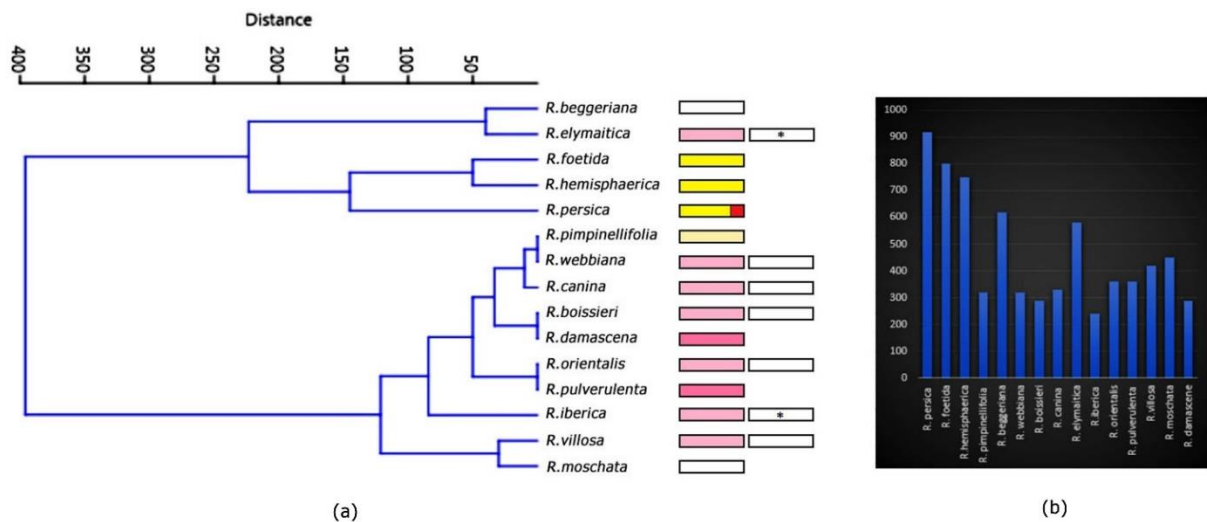 Distance
400 350 300 250 200 150 100 50
R.beggeriana
R.elymaitica *
R.foetida
R.hemisphaerica
R.persica
R.pimpinellifolia
R.webbiana
R.canina
R.boissieri
R.damascena
R.orientalis
R.pulverulenta
R.iberica *
R.villosa
R.moschata
(a)
1000
900
800
700
600
500
400
300
200
100
0
R. persica
R. foetida
R.hemisphaerica
R. pimpinellifolia
R. beggeriana
R. webbiana
R. boissieri
R. canina
R. elymaitica
R. iberica
R. orientalis
R. pulverulenta
R. villosa
R. moschata
R. damascene
(b)